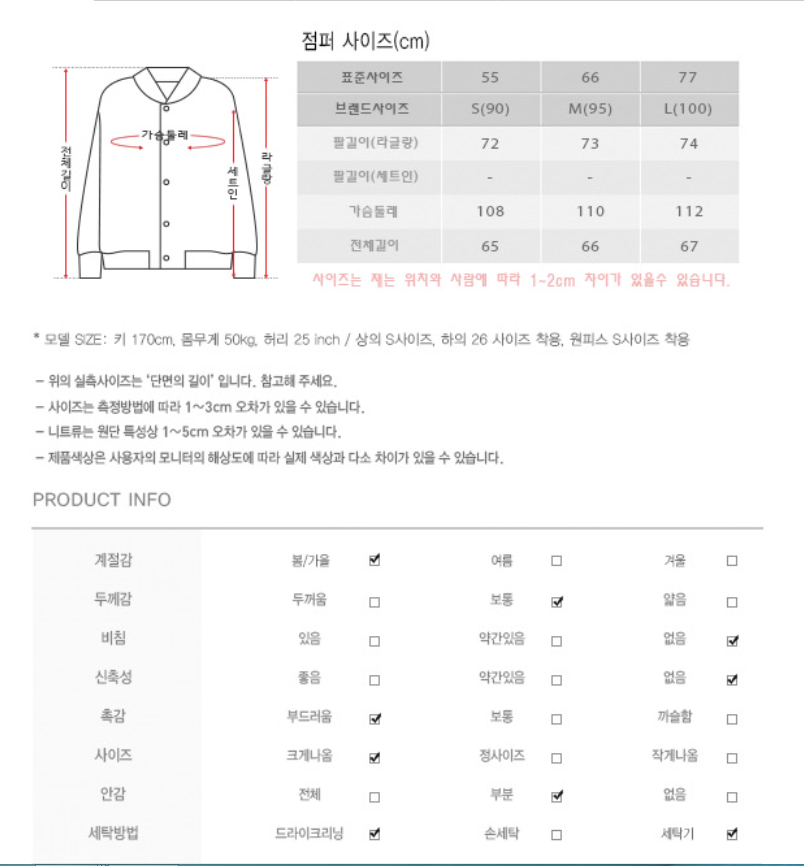 점퍼 사이즈(cm)
표준사이즈 55 66 77
브랜드사이즈 S(90) M(95) L(100)
팔길이(라글랑) 72 73 74
팔길이(세트인) - - -
가슴둘레 108 110 112
전체길이 65 66 67
전체길이
가슴둘레
세트인
라글랑
사이즈는 재는 위치와 사람에 따라 1~2cm 차이가 있을수 있습니다.
* 모델 SIZE: 키 170cm, 몸무게 50kg, 허리 25 inch / 상의 S사이즈, 하의 26 사이즈 착용, 원피스 S사이즈 착용
- 위의 실측사이즈는 '단면의 길이' 입니다. 참고해 주세요.
- 사이즈는 측정방법에 따라 1~3cm 오차가 있을 수 있습니다.
- 니트류는 원단 특성상 1~5cm 오차가 있을 수 있습니다.
- 제품색상은 사용자의 모니터의 해상도에 따라 실제 색상과 다소 차이가 있을 수 있습니다.
PRODUCT INFO
계절감 봄/가을 ☑ 여름 ☐ 겨울 ☐
두께감 두꺼움 ☐ 보통 ☑ 얇음 ☐
비침 있음 ☐ 약간있음 ☐ 없음 ☑
신축성 좋음 ☐ 약간있음 ☐ 없음 ☑
촉감 부드러움 ☑ 보통 ☐ 까슬함 ☐
사이즈 크게나옴 ☑ 정사이즈 ☐ 작게나옴 ☐
안감 전체 ☐ 부분 ☑ 없음 ☐
세탁방법 드라이크리닝 ☑ 손세탁 ☐ 세탁기 ☑